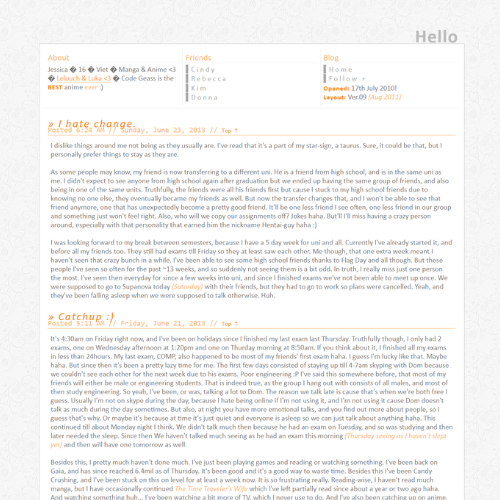 Hello
About
Jessica ♦ 16 ♦ Viet ♦ Manga & Anime <3
♦ Lelouch & Luke <3 ♦ Code Geass is the
BEST anime ever :)
Friends
Cindy
Rebecca
Kim
Donna
Blog
Home
Follow +
Opened: 17th July 2010!
Layout: Ver.09 (Aug 2011)
» I hate change.
Posted 6:24 AM // Sunday, June 23, 2013 // Top ↑
I dislike things around me not being as they usually are. I've read that it's a part of my star-sign, a taurus. Sure, it could be that, but I
personally prefer things to stay as they are.
As some people may know, my friend is now transferring to a different uni. He is a friend from high school, and is in the same uni as
me. I didn't expect to see anyone from high school again after graduation but we ended up having the same group of friends, and also
being in one of the same units. Truthfully, the friends were all his friends first but cause I stuck to my high school friends due to
knowing no one else, they eventually became my friends as well. But now the transfer changes that, and I won't be able to see that
friend anymore, one that has unexpectedly become a pretty good friend. It'll be one less friend I see often, one less friend in our group
and something just won't feel right. Also, who will we copy our assignments off? Jokes haha. But'll I'll miss having a crazy person
around, especially with that personality that earned him the nickname Hentai-guy haha :)
I was looking forward to my break between semesters, because I have a 5 day week for uni and all. Currently I've already started it, and
before all my friends too. They still had exams till Friday so they at least saw each other. Me though, that one extra week meant I
haven't seen that crazy bunch in a while, I've been able to see some high school friends thanks to Flag Day and all though. But these
people I've seen so often for the past ~13 weeks, and so suddenly not seeing them is a bit odd. In truth, I really miss just one person
the most. I've seen then everyday for since a few weeks into uni, and since I finished exams we've not been able to meet up once. We
were supposed to go to Supanova today (Saturday) with their friends, but they had to go to work so plans were cancelled. Yeah, and
they've been falling asleep when we were supposed to talk otherwise. Huh.
» Catchup :)
Posted 5:11 AM // Friday, June 21, 2013 // Top ↑
It's 4:30am on Friday right now, and I've been on holidays since I finished my last exam last Thursday. Truthfully though, I only had 2
exams, one on Wednesday afternoon at 1:20pm and one on Thurday morning at 8:50am. If you think about it, I finished all my exams
in less than 24hours. My last exam, COMP, also happened to be most of my friends' first exam haha. I guess I'm lucky like that. Maybe
haha. But since then it's been a pretty lazy time for me. The first few days consisted of staying up till 4-7am skyping with Dom because
we couldn't see each other for the next week due to his exams. Poor engineering :P I've said this somewhere before, that most of my
friends will either be male or engineering students. That is indeed true, as the group I hang out with consists of all males, and most of
then study engineering. So yeah, I've been, or was, talking a lot to Dom. The reason we talk late is cause that's when we're both free I
guess. Usually I'm not on skype during the day, because I hate being online if I'm not using it, and I'm not using it cause Dom doesn't
talk as much during the day sometimes. But also, at night you have more emotional talks, and you find out more about people, so I
guess that's why. Or maybe it's because at time it's just quiet and everyone is asleep so we can just talk about anything haha. This
continued till about Monday night I think. We didn't talk much then because he had an exam on Tuesday, and so was studying and then
later needed the sleep. Since then We haven't talked much seeing as he had an exam this morning (Thursday seeing as I haven't slept
yet) and then will have one tomorrow as well.
Besides this, I pretty much haven't done much. I've just been playing games and reading or watching something. I've been back on
Gaia, and has since reached 6.4mil as of Thursday. It's been good and it's a good way to waste time. Besides this I've been Candy
Crushing, and I've been stuck on this on level for at least a week now. It is so frustrating really. Reading-wise, I haven't read much
manga, but I have occasionally continued The Time Traveler's Wife which I've left partially read since about a year or two ago haha.
And watching something huh... I've been watching a bit more of TV, which I never use to do. And I've also been catching up on anime.